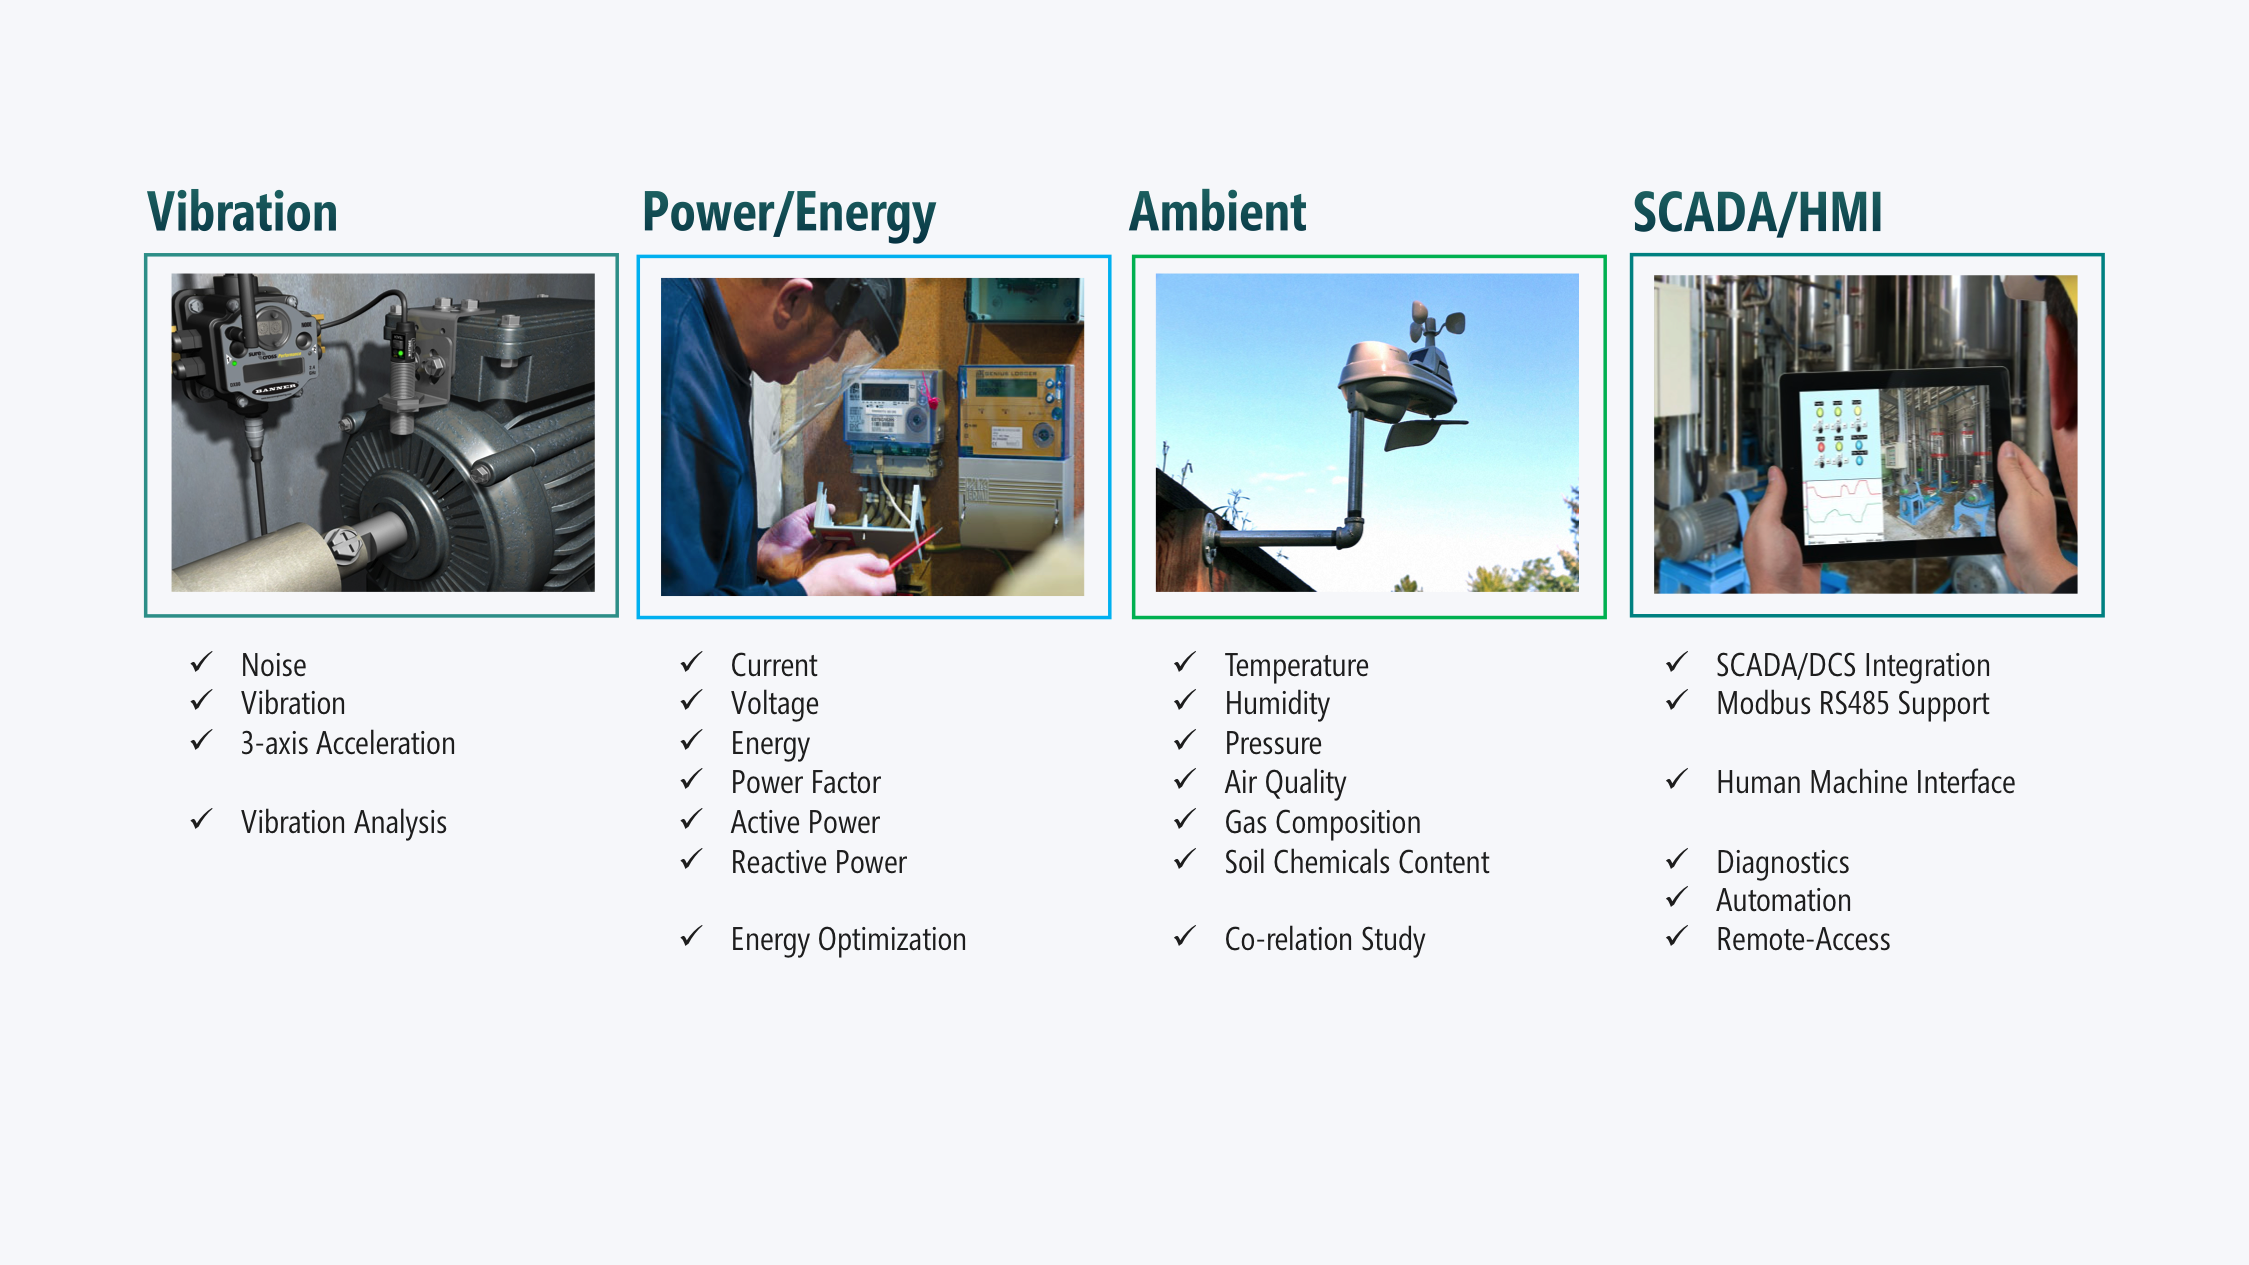 Vibration
Power/Energy
Ambient
SCADA/HMI
BANNER
✓ Noise
✓ Vibration
✓ 3-axis Acceleration
✓ Vibration Analysis
✓ Current
✓ Voltage
✓ Energy
✓ Power Factor
✓ Active Power
✓ Reactive Power
✓ Energy Optimization
✓ Temperature
✓ Humidity
✓ Pressure
✓ Air Quality
✓ Gas Composition
✓ Soil Chemicals Content
✓ Co-relation Study
✓ SCADA/DCS Integration
✓ Modbus RS485 Support
✓ Human Machine Interface
✓ Diagnostics
✓ Automation
✓ Remote-Access